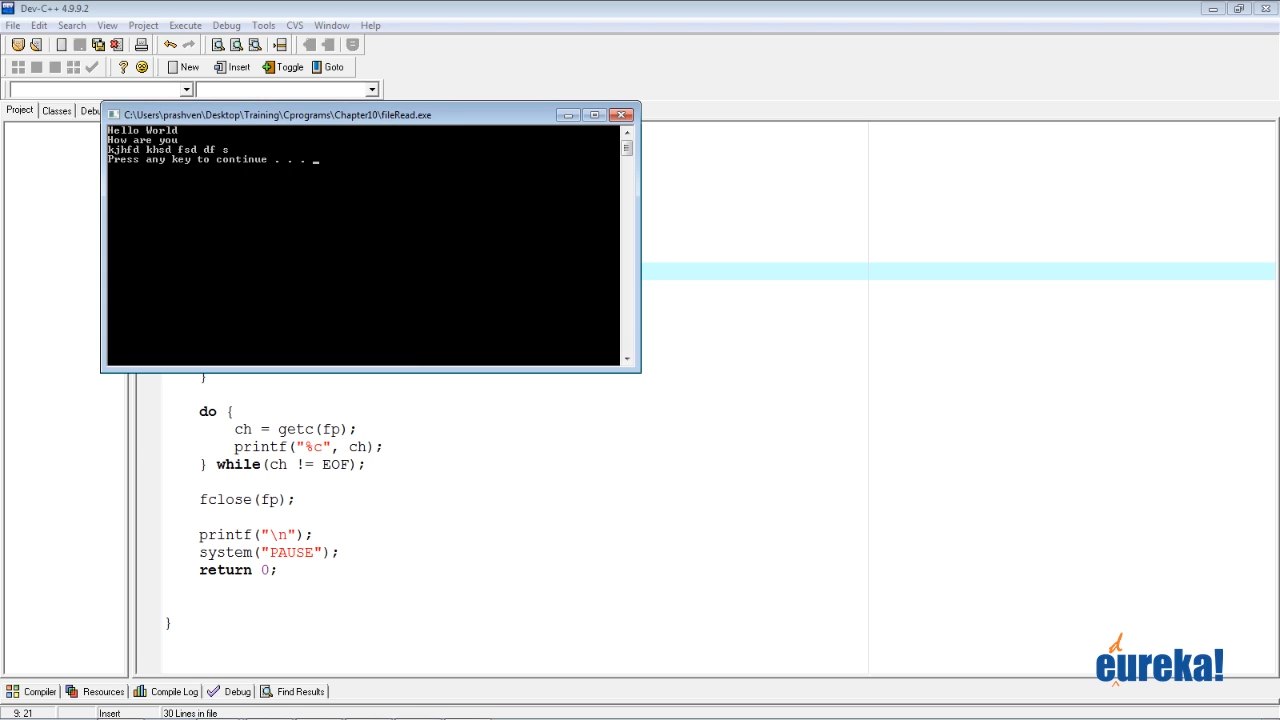 Dev-C++ 4.9.9.2
File Edit Search View Project Execute Debug Tools CVS Window Help
New Insert Toggle Goto
Project Classes Debu
C:\Users\prashven\Desktop\Training\Cprograms\Chapter10\fileRead.exe
Hello World
How are you
kjhfd khsd fsd df s
Press any key to continue . . . _
}
do {
ch = getc(fp);
printf("%c", ch);
} while(ch != EOF);
fclose(fp);
printf("\n");
system("PAUSE");
return 0;
}
edureka!
Compiler Resources Compile Log Debug Find Results
9: 21 Insert 30 Lines in file